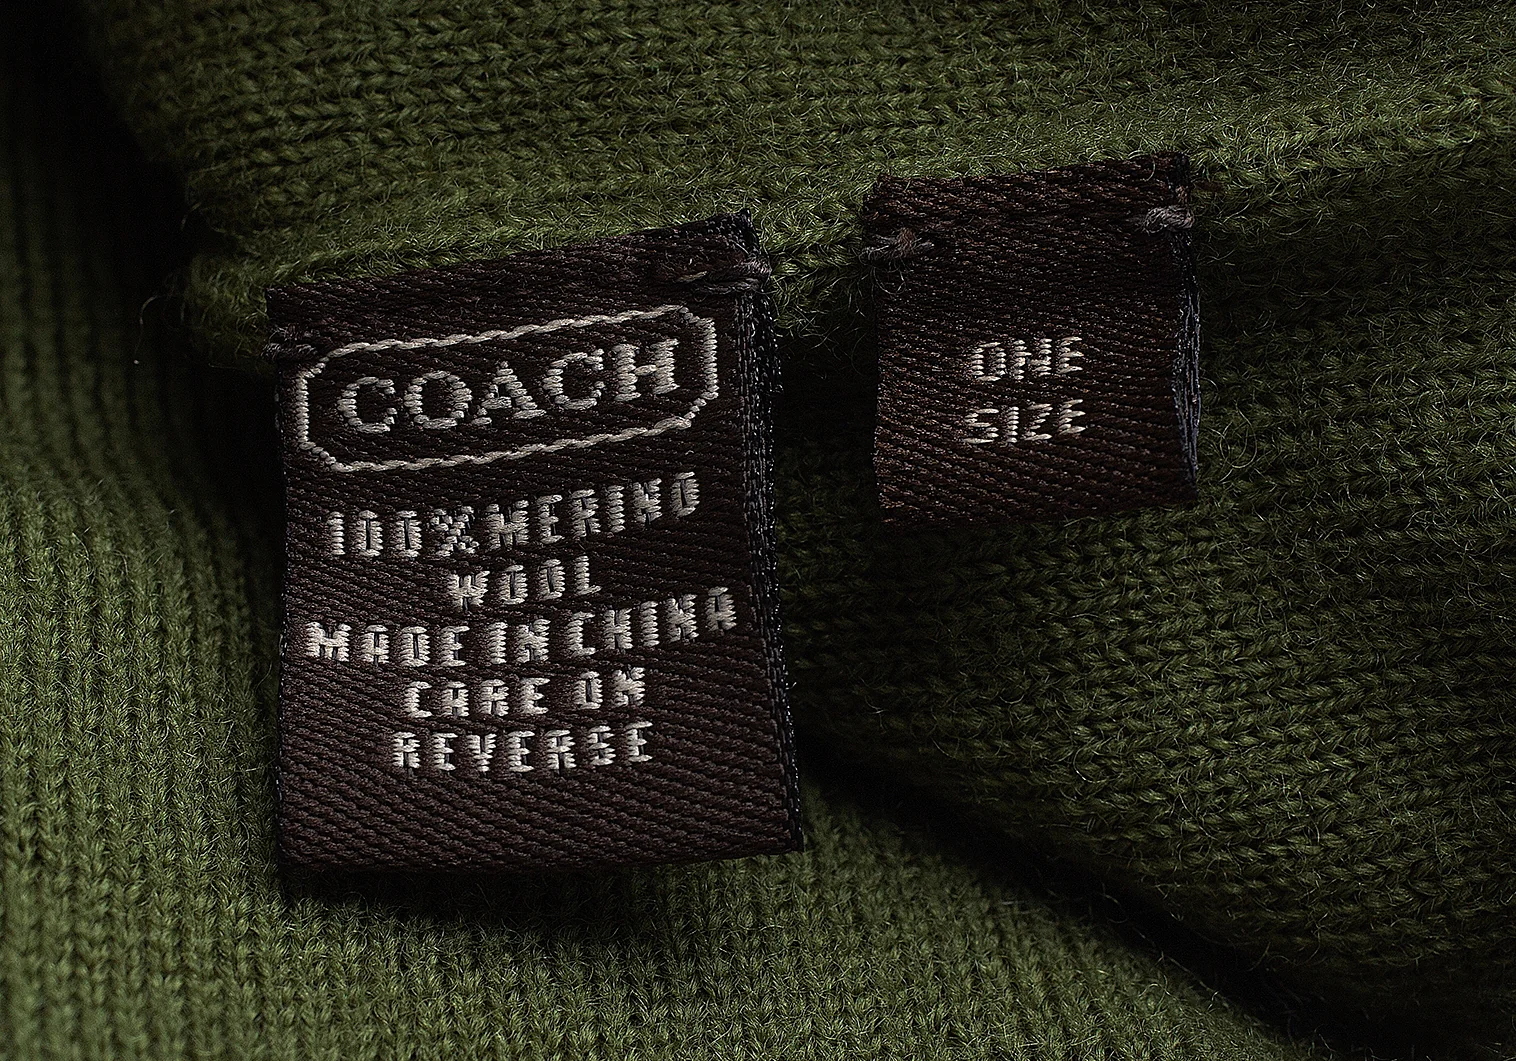 COACH
100% MERINO
WOOL
MADE IN CHINA
CARE ON
REVERSE
ONE
SIZE